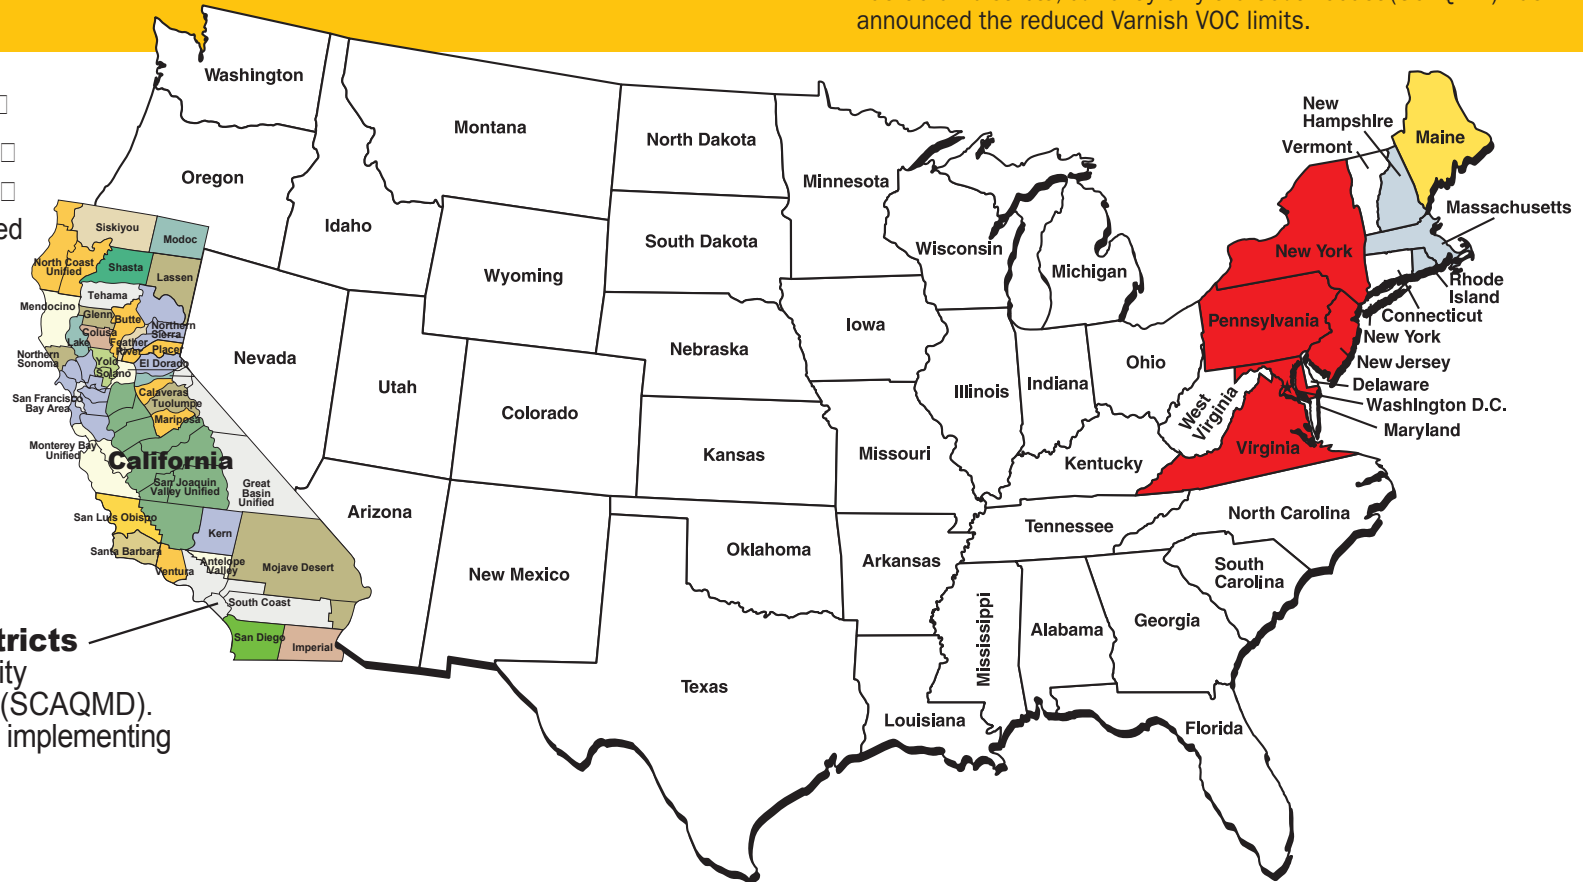 announced the reduced Varnish VOC limits.
Washington
Montana
North Dakota
Minnesota
Oregon
Idaho
South Dakota
Wisconsin
Michigan
Wyoming
New
HampshIre
Vermont
Maine
Massachusetts
New York
Rhode
Island
Connecticut
New York
Pennsylvania
New Jersey
Delaware
WashIngton D.C.
Maryland
Iowa
Nebraska
Nevada
Utah
Colorado
Illinois
Indiana
Ohio
West
Virginia
Virginia
Kansas
Missouri
Kentucky
Arizona
New Mexico
Oklahoma
Arkansas
Tennessee
North Carolina
South
Carolina
Mississippi
Alabama
Georgia
Texas
Louisiana
Florida
ed
Siskiyou
Modoc
North Coast
Unified
Shasta
Lassen
Tehama
Mendocino
Glenn
Butte
Colusa
Northern
Sierra
Lake
Feather
River
Placer
Northern
Sonoma
Yolo
El Dorado
Solano
San Francisco
Bay Area
Calaveras
Tuolumne
Mariposa
Monterey Bay
Unified
California
San Joaquin
Valley Unified
Great
Basin
Unified
San Luis Obispo
Kern
Santa Barbara
Ventura
Antelope
Valley
Mojave Desert
South Coast
San Diego
Imperial
tricts
ity
(SCAQMD).
implementing